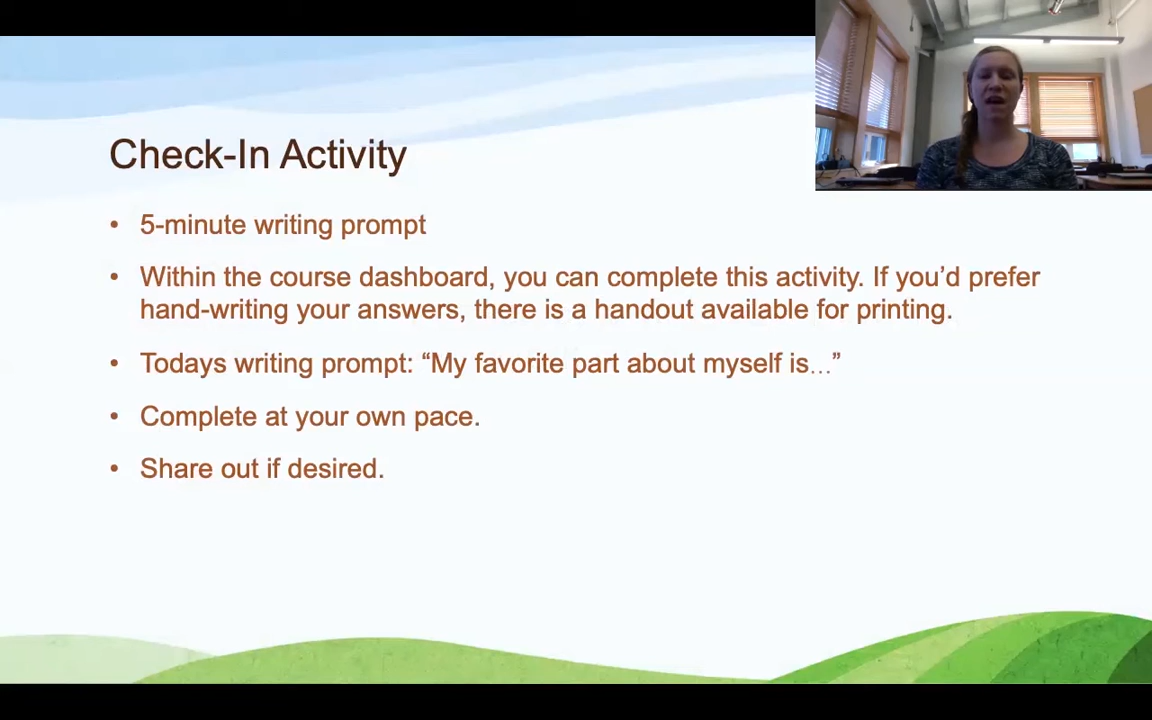 Check-In Activity
• 5-minute writing prompt
• Within the course dashboard, you can complete this activity. If you’d prefer
hand-writing your answers, there is a handout available for printing.
• Todays writing prompt: “My favorite part about myself is…”
• Complete at your own pace.
• Share out if desired.